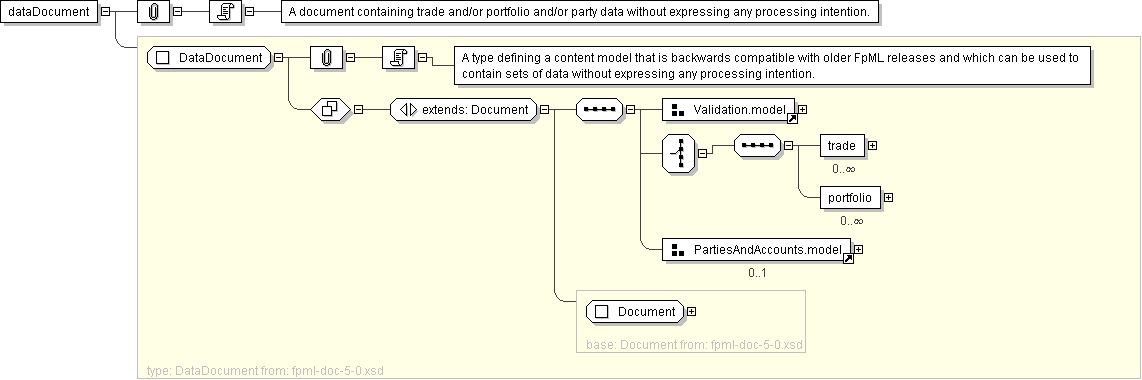 dataDocument
A document containing trade and/or portfolio and/or party data without expressing any processing intention.
DataDocument
A type defining a content model that is backwards compatible with older FpML releases and which can be used to
contain sets of data without expressing any processing intention.
extends: Document
Validation.model
trade
0..∞
portfolio
0..∞
PartiesAndAccounts.model
0..1
Document
base: Document from: fpml-doc-5-0.xsd
type: DataDocument from: fpml-doc-5-0.xsd